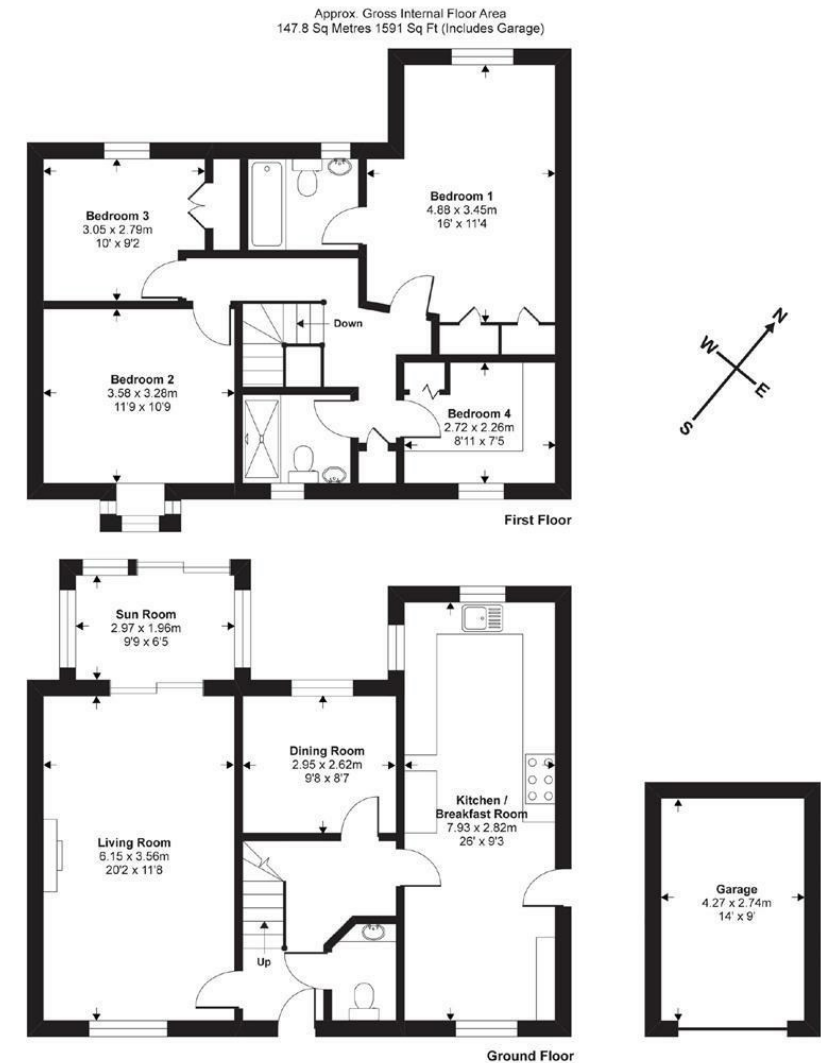 Approx. Gross Internal Floor Area
147.8 Sq Metres 1591 Sq Ft (Includes Garage)
Bedroom 1
4.88 x 3.45m
16' x 11'4
Bedroom 3
3.05 x 2.79m
10' x 9'2
Down
Bedroom 2
3.58 x 3.28m
11'9 x 10'9
Bedroom 4
2.72 x 2.26m
8'11 x 7'5
N
W
E
S
First Floor
Sun Room
2.97 x 1.96m
9'9 x 6'5
Dining Room
2.95 x 2.62m
9'8 x 8'7
Kitchen /
Breakfast Room
7.93 x 2.82m
26' x 9'3
Living Room
6.15 x 3.56m
20'2 x 11'8
Up
Garage
4.27 x 2.74m
14' x 9'
Ground Floor